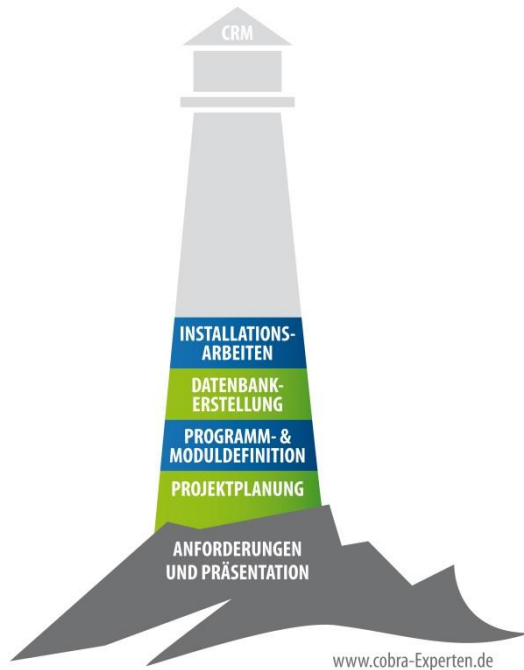 CRM
INSTALLATIONS-
ARBEITEN
DATENBANK-
ERSTELLUNG
PROGRAMM- &
MODULDEFINITION
PROJEKTPLANUNG
ANFORDERUNGEN
UND PRÄSENTATION
www.cobra-Experten.de